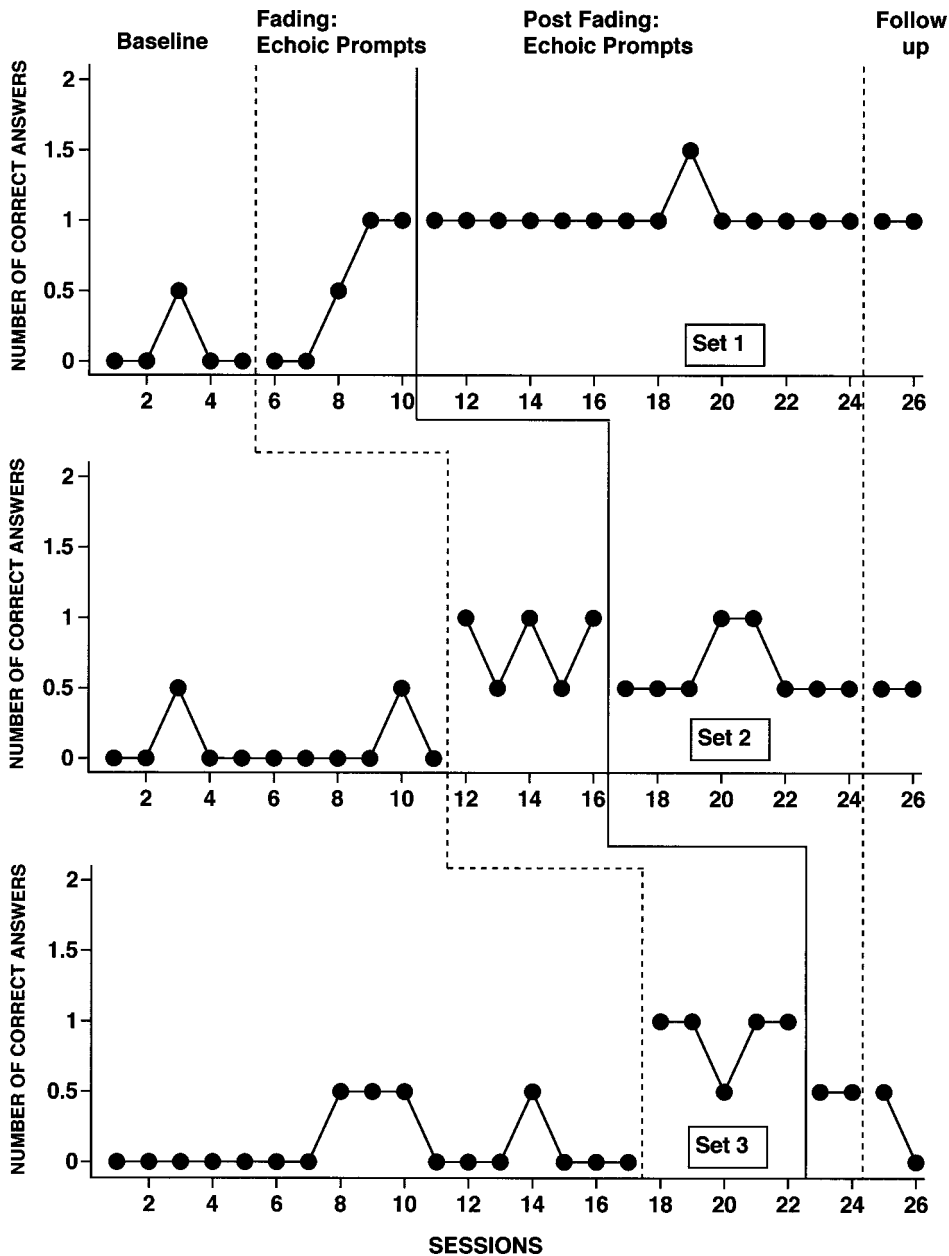 Baseline
Fading:
Echoic Prompts
Post Fading:
Echoic Prompts
Follow
up
NUMBER OF CORRECT ANSWERS
2
1.5
1
0.5
0
Set 1
2 4 6 8 10 12 14 16 18 20 22 24 26
NUMBER OF CORRECT ANSWERS
2
1.5
1
0.5
0
Set 2
2 4 6 8 10 12 14 16 18 20 22 24 26
NUMBER OF CORRECT ANSWERS
2
1.5
1
0.5
0
Set 3
2 4 6 8 10 12 14 16 18 20 22 24 26
SESSIONS